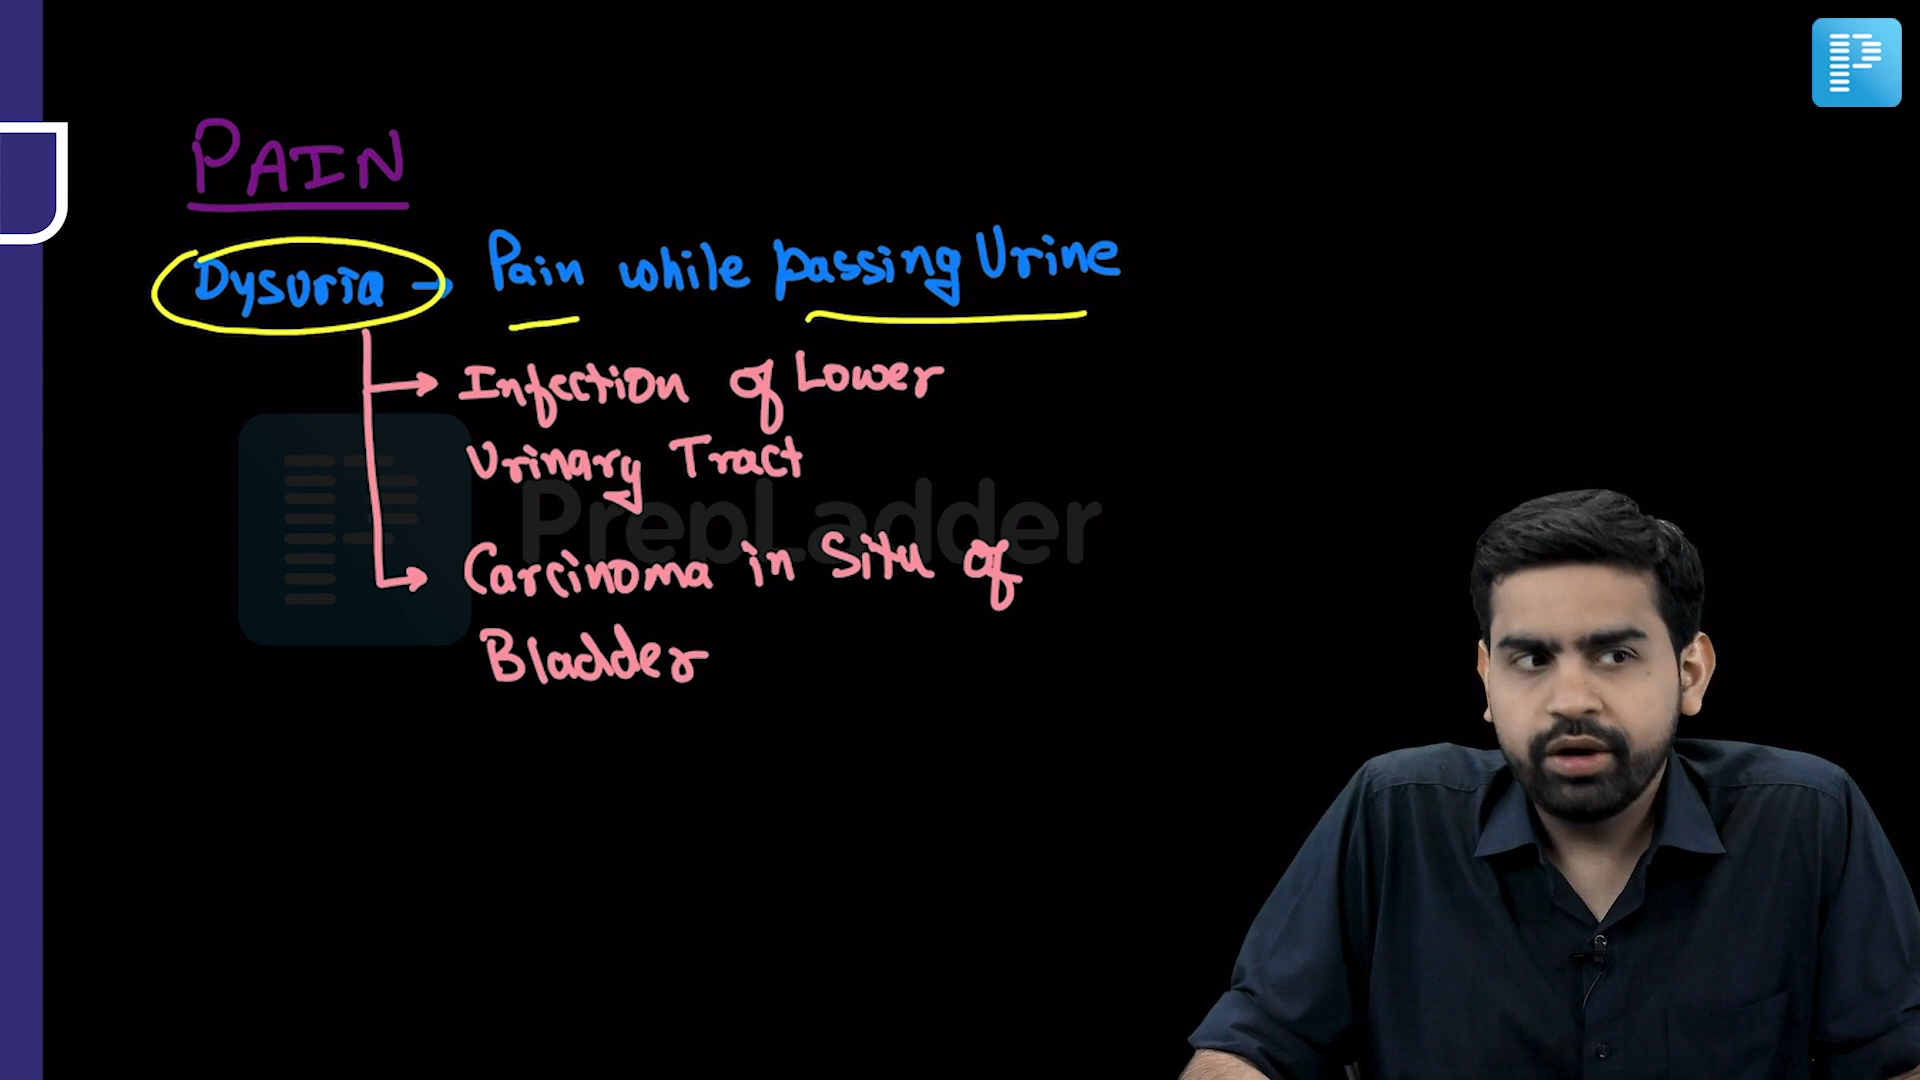 PAIN
Dysuria → Pain while passing Urine
→ Infection of Lower
Urinary Tract
PrepLadder
→ Carcinoma in Situ of
Bladder